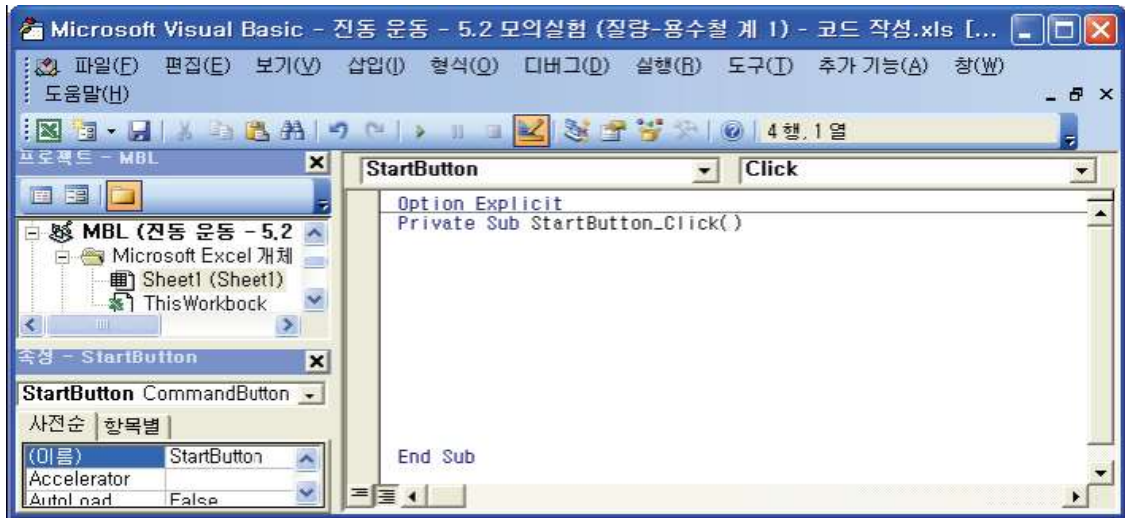 Microsoft Visual Basic - 진동 운동 - 5.2 모의실험 (질량-용수철 계 1) - 코드 작성.xls [...
파일(F) 편집(E) 보기(V) 삽입(I) 형식(O) 디버그(D) 실행(R) 도구(T) 추가 기능(A) 창(W)
도움말(H)
4 행, 1 열
프로젝트 - MBL
StartButton Click
MBL (진동 운동 - 5,2
Microsoft Excel 개체
Sheet1 (Sheet1)
ThisWorkbook
속성 - StartButton
StartButton CommandButton
사전순 항목별
(이름) StartButton
Accelerator
AutoLoad False
Option Explicit
Private Sub StartButton_Click()
End Sub